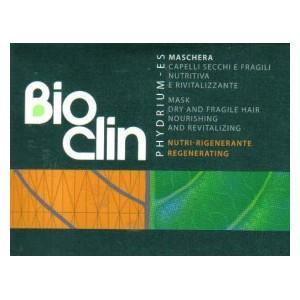 Bio
clin
PHYDRIUM-ES
MASCHERA
CAPELLI SECCHI E FRAGILI
NUTRITIVA
E RIVITALIZZANTE
MASK
DRY AND FRAGILE HAIR
NOURISHING
AND REVITALIZING
NUTRI-RIGENERANTE
REGENERATING